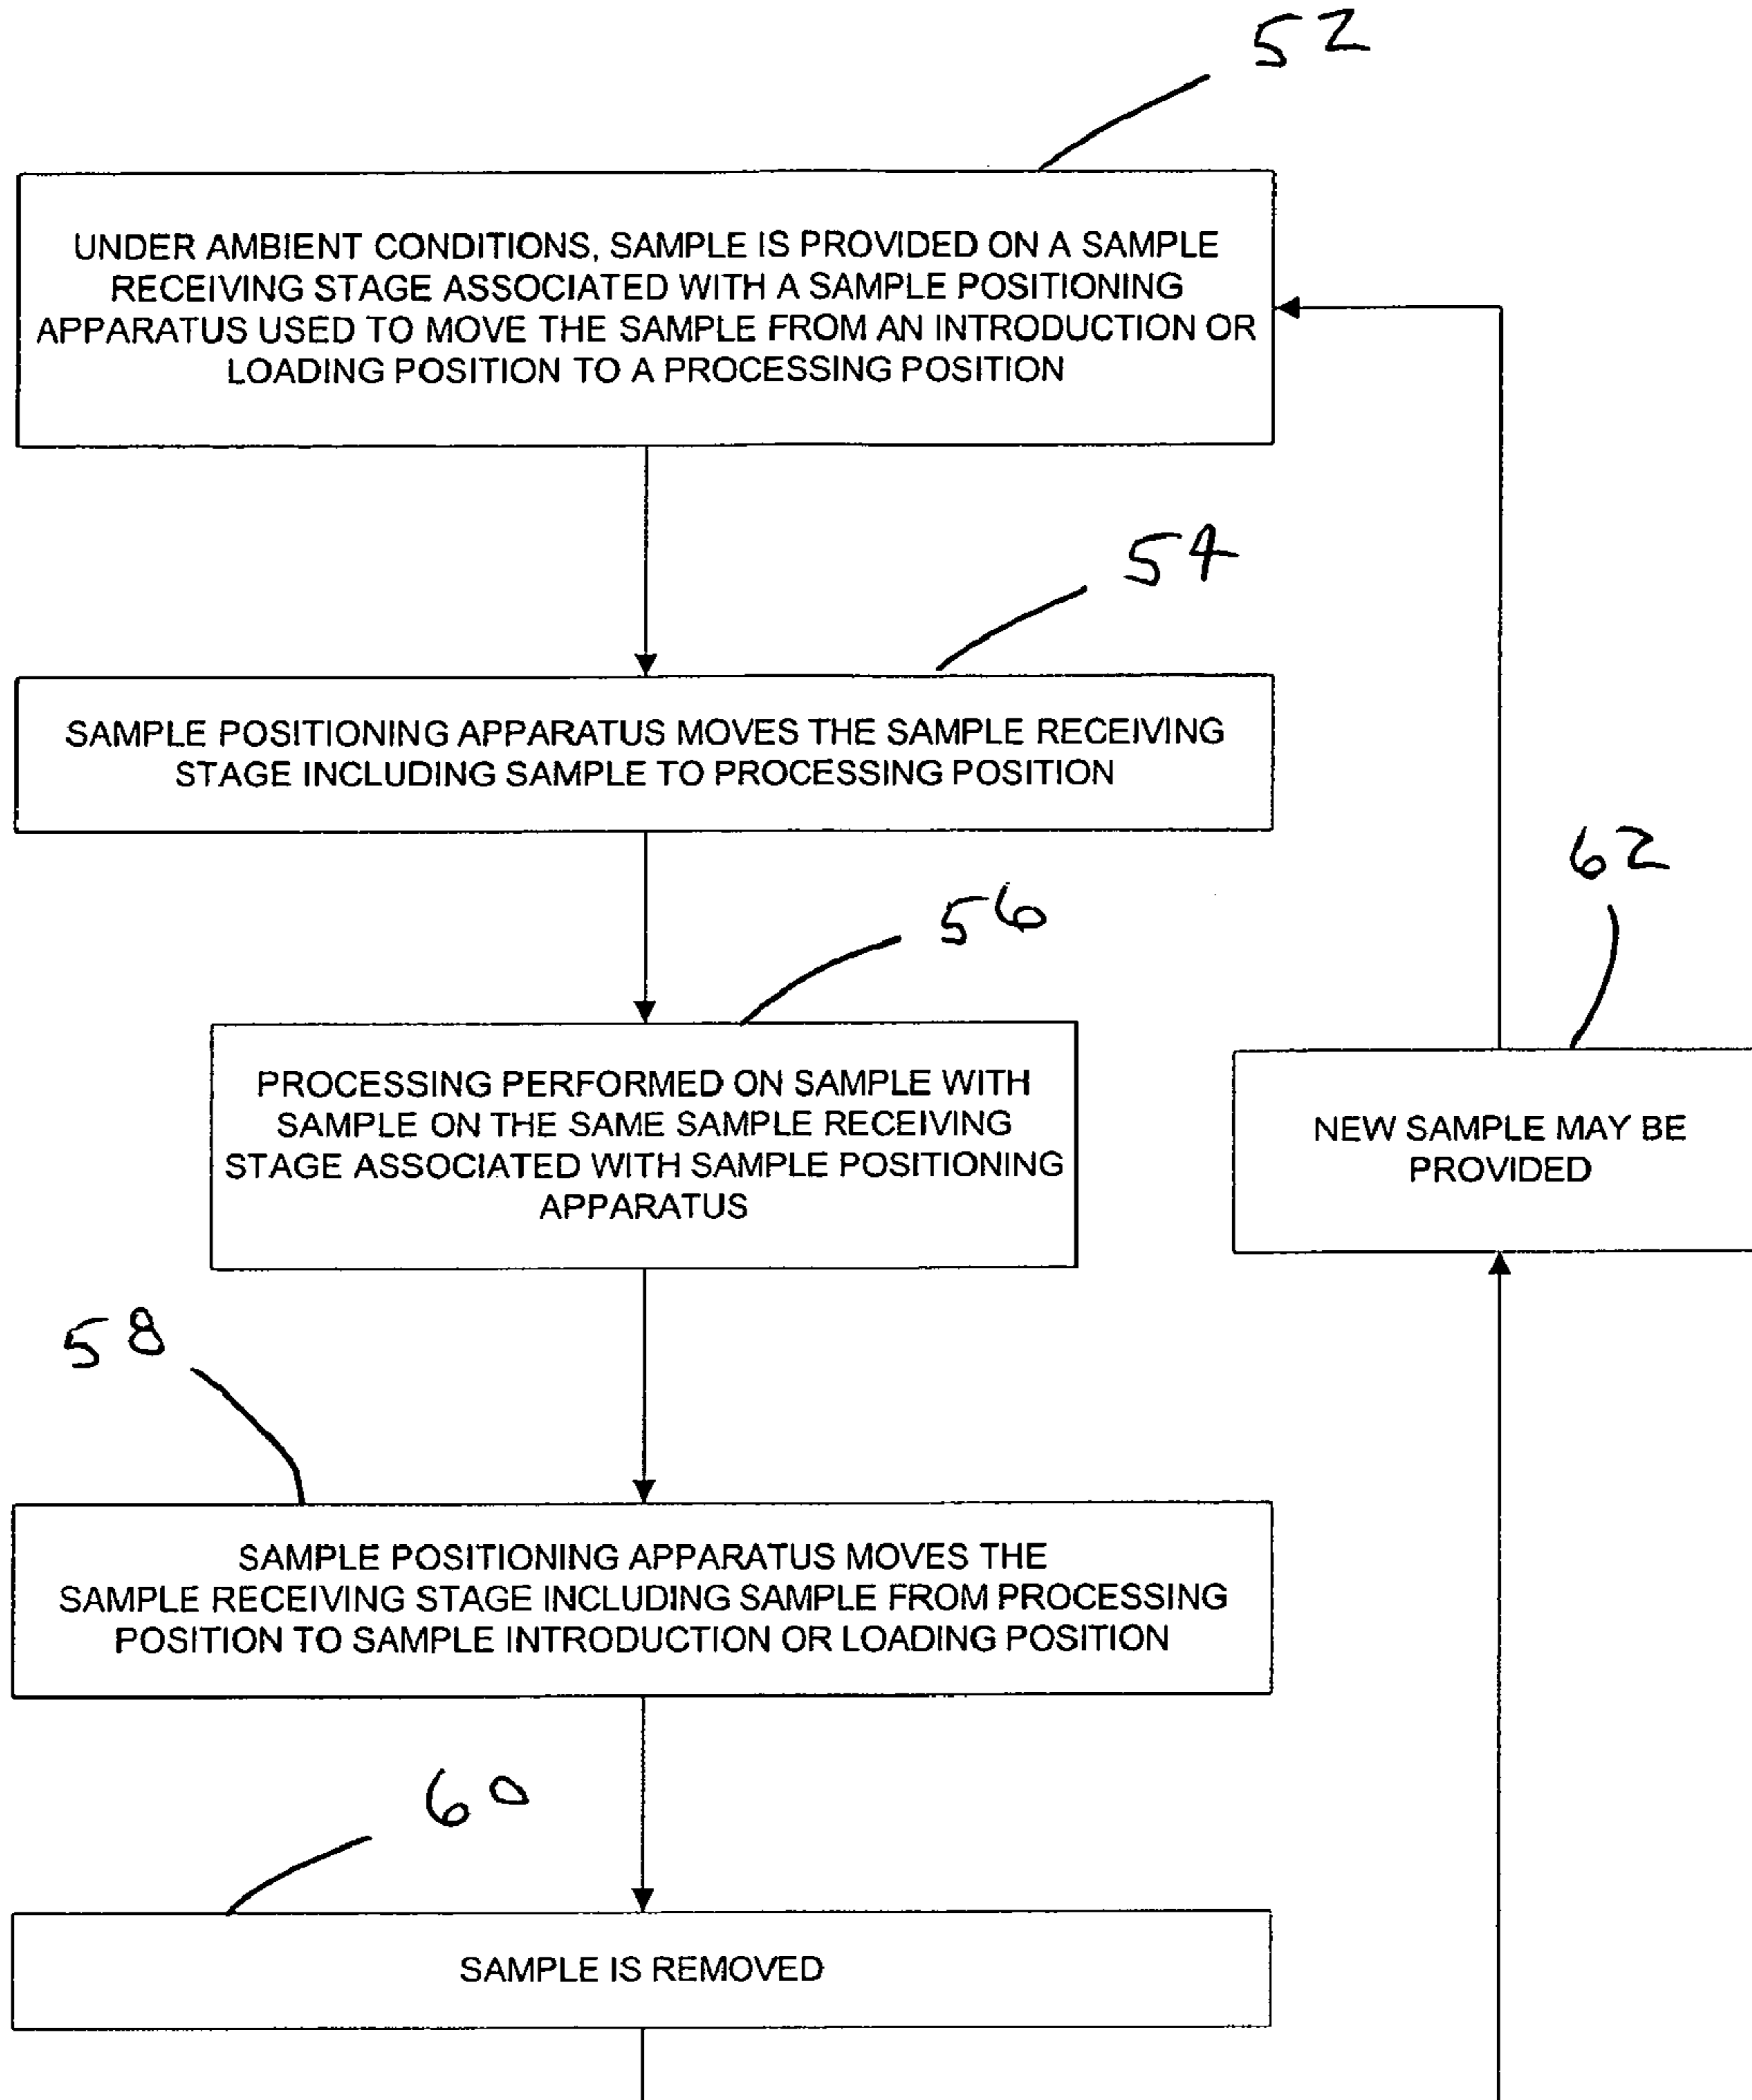 52
UNDER AMBIENT CONDITIONS, SAMPLE IS PROVIDED ON A SAMPLE
RECEIVING STAGE ASSOCIATED WITH A SAMPLE POSITIONING
APPARATUS USED TO MOVE THE SAMPLE FROM AN INTRODUCTION OR
LOADING POSITION TO A PROCESSING POSITION
54
SAMPLE POSITIONING APPARATUS MOVES THE SAMPLE RECEIVING
STAGE INCLUDING SAMPLE TO PROCESSING POSITION
56
PROCESSING PERFORMED ON SAMPLE WITH
SAMPLE ON THE SAME SAMPLE RECEIVING
STAGE ASSOCIATED WITH SAMPLE POSITIONING
APPARATUS
62
NEW SAMPLE MAY BE
PROVIDED
58
SAMPLE POSITIONING APPARATUS MOVES THE
SAMPLE RECEIVING STAGE INCLUDING SAMPLE FROM PROCESSING
POSITION TO SAMPLE INTRODUCTION OR LOADING POSITION
60
SAMPLE IS REMOVED